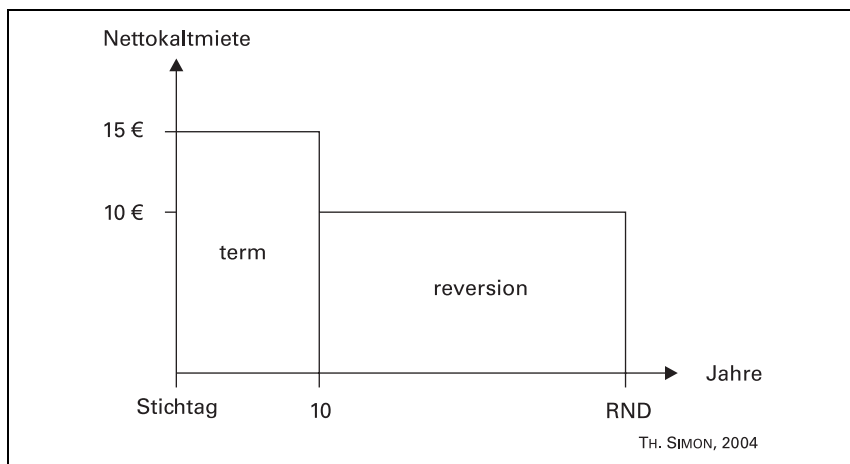 Nettokaltmiete
15 €
10 €
term
reversion
Jahre
Stichtag
10
RND
TH. SIMON, 2004